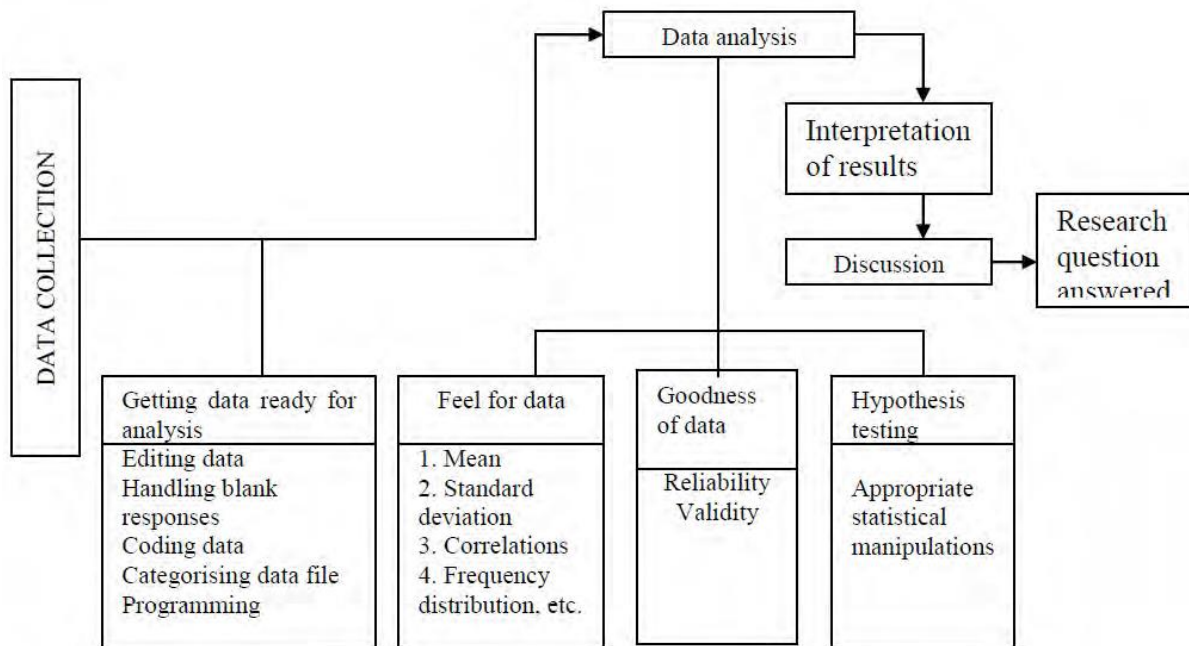 Data analysis
DATA COLLECTION
Interpretation
of results
Discussion
Research
question
answered
Getting data ready for
analysis
Editing data
Handling blank
responses
Coding data
Categorising data file
Programming
Feel for data
1. Mean
2. Standard
deviation
3. Correlations
4. Frequency
distribution, etc.
Goodness
of data
Reliability
Validity
Hypothesis
testing
Appropriate
statistical
manipulations